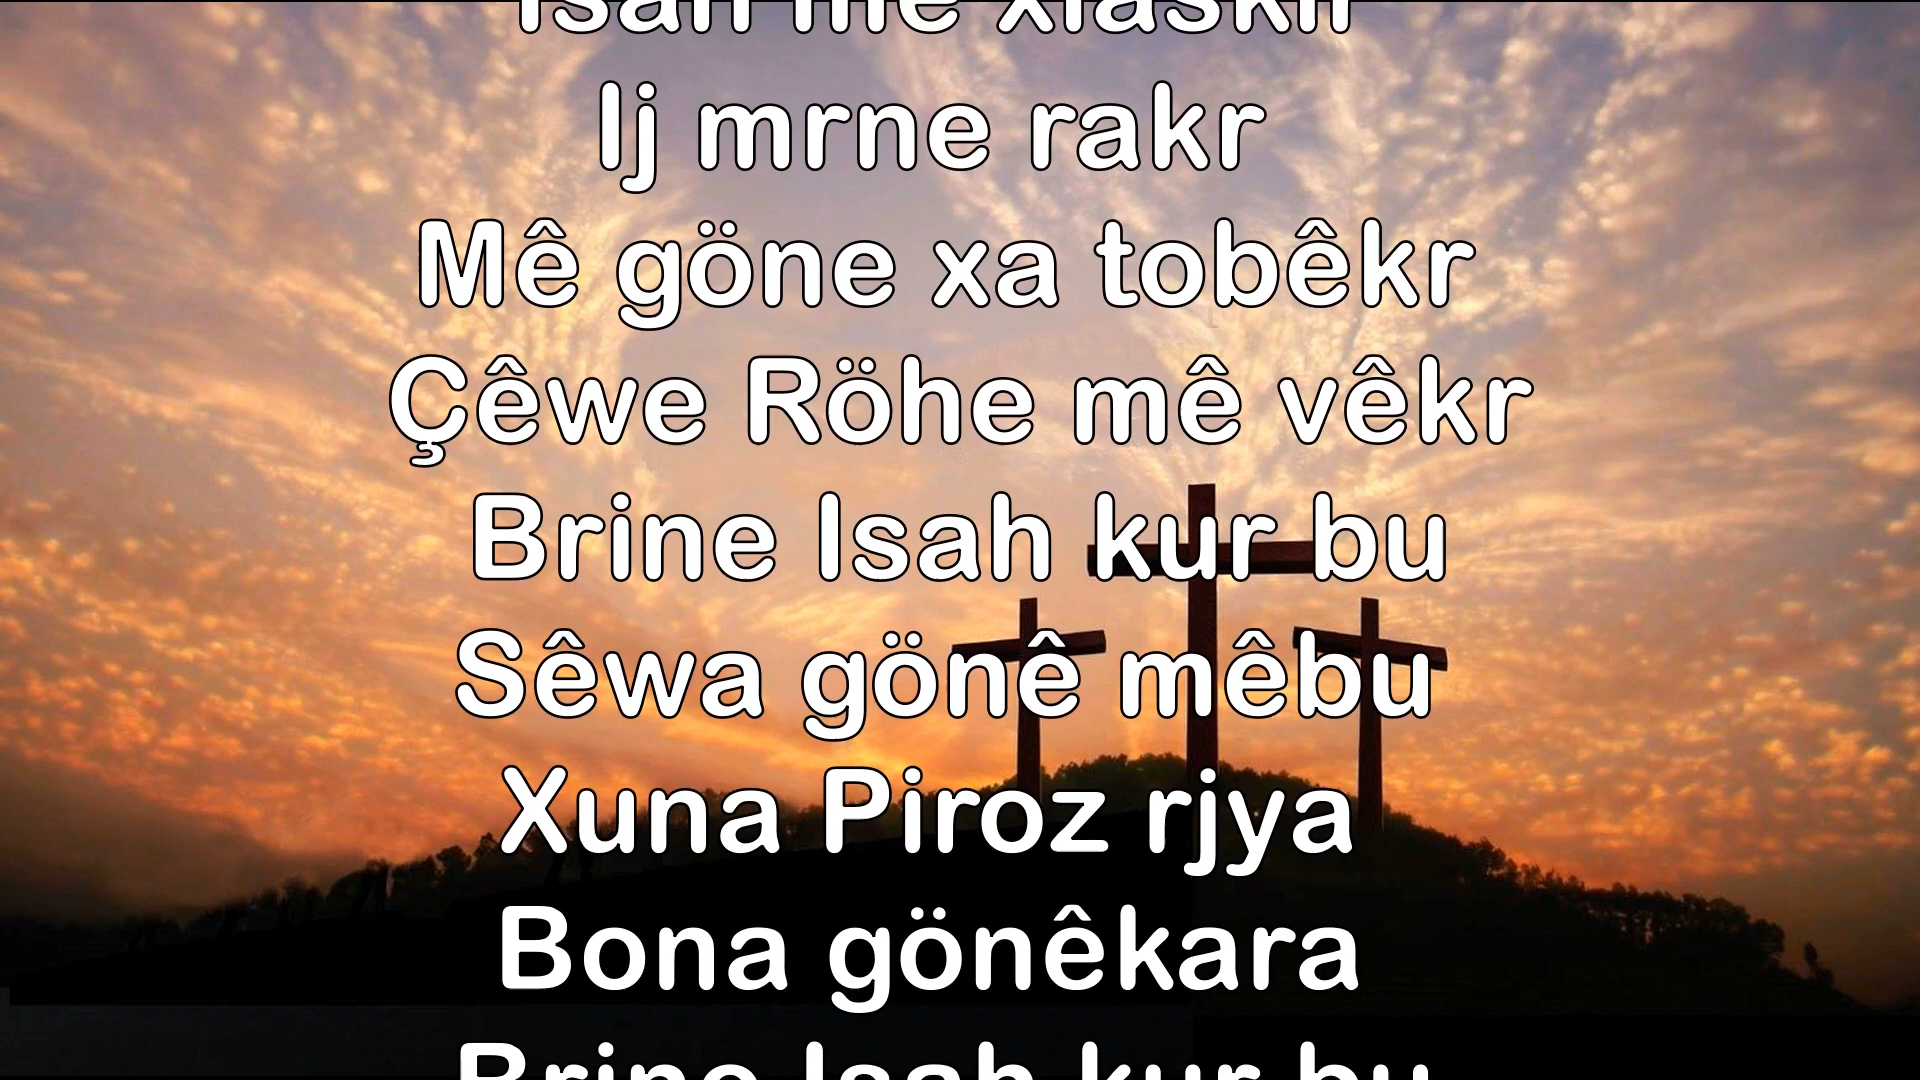 Isah
Ij mrne rakr
Mê göne xa tobêkr
Çêwe Röhe mê vêkr
Brine Isah kur bu
Sêwa gönê mêbu
Xuna Piroz rjya
Bona gönêkara
Brine Isah kur bu